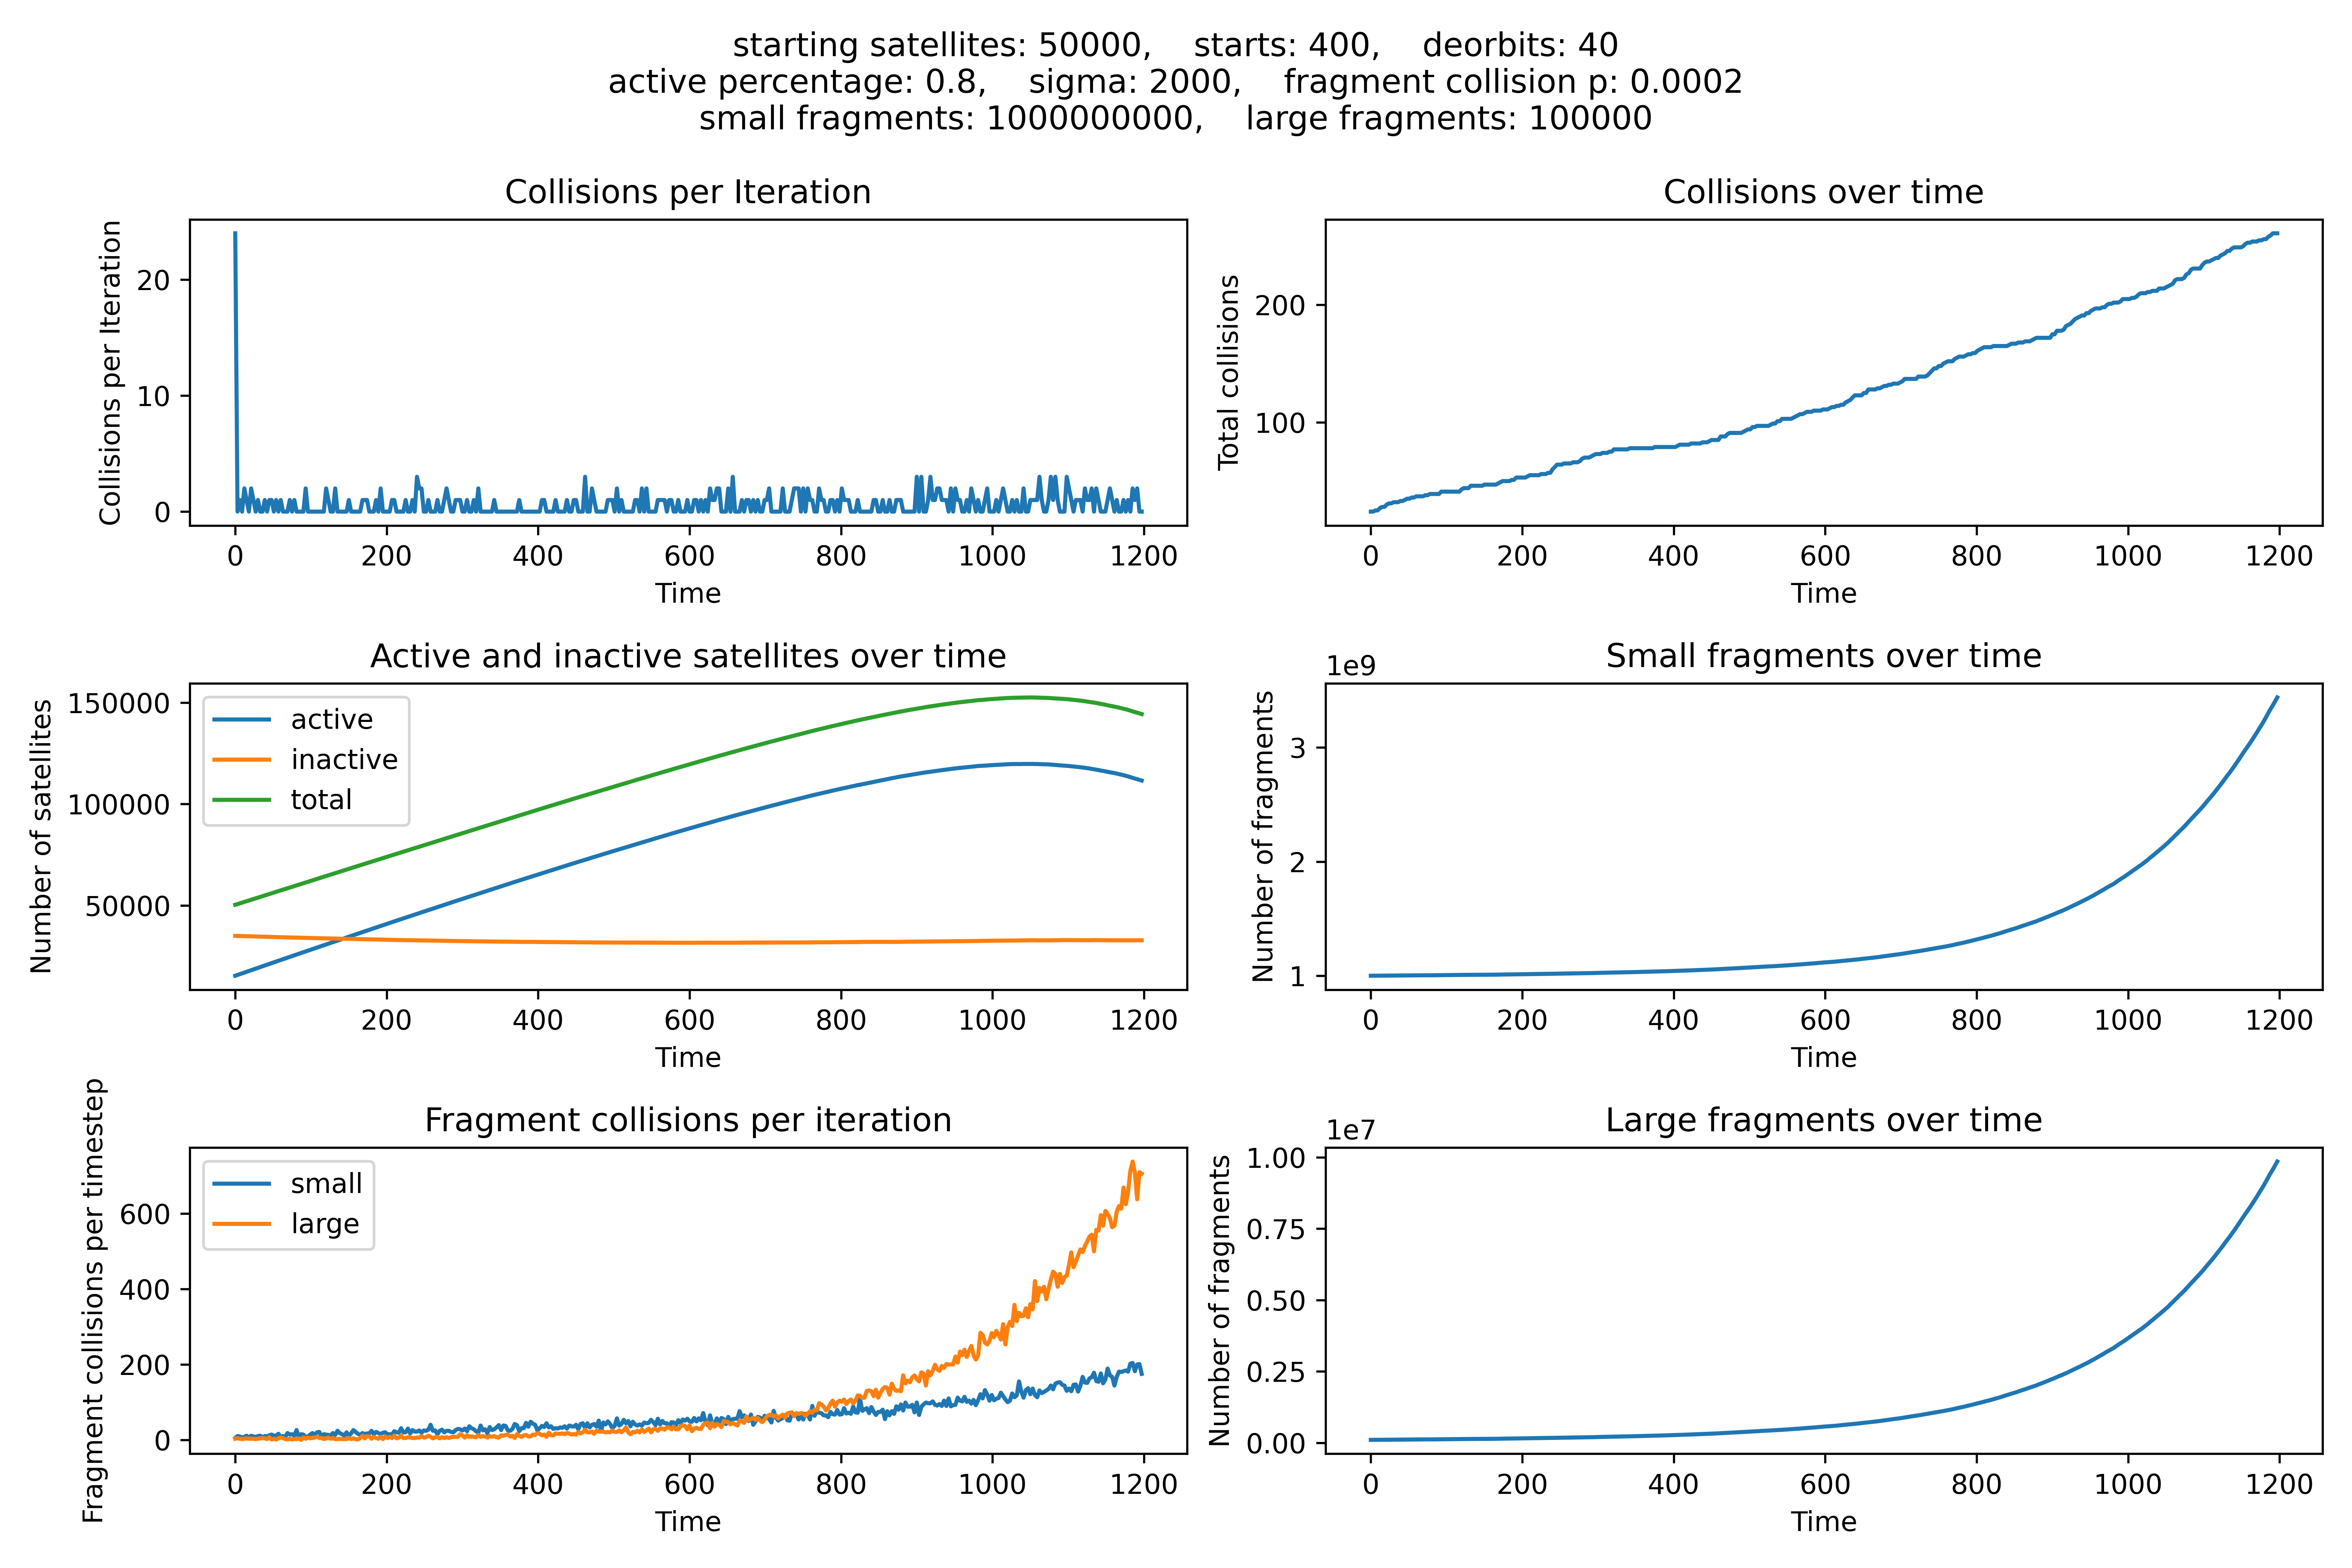 starting satellites: 50000,    starts: 400,    deorbits: 40
active percentage: 0.8,    sigma: 2000,    fragment collision p: 0.0002
small fragments: 1000000000,    large fragments: 100000
Collisions per Iteration
Collisions per Iteration
20
10
0
0 200 400 600 800 1000 1200
Time
Collisions over time
Total collisions
200
100
0 200 400 600 800 1000 1200
Time
Active and inactive satellites over time
Number of satellites
150000
100000
50000
active
inactive
total
0 200 400 600 800 1000 1200
Time
Small fragments over time
1e9
Number of fragments
3
2
1
0 200 400 600 800 1000 1200
Time
Fragment collisions per iteration
Fragment collisions per timestep
600
400
200
0
small
large
0 200 400 600 800 1000 1200
Time
Large fragments over time
1e7
Number of fragments
1.00
0.75
0.50
0.25
0.00
0 200 400 600 800 1000 1200
Time